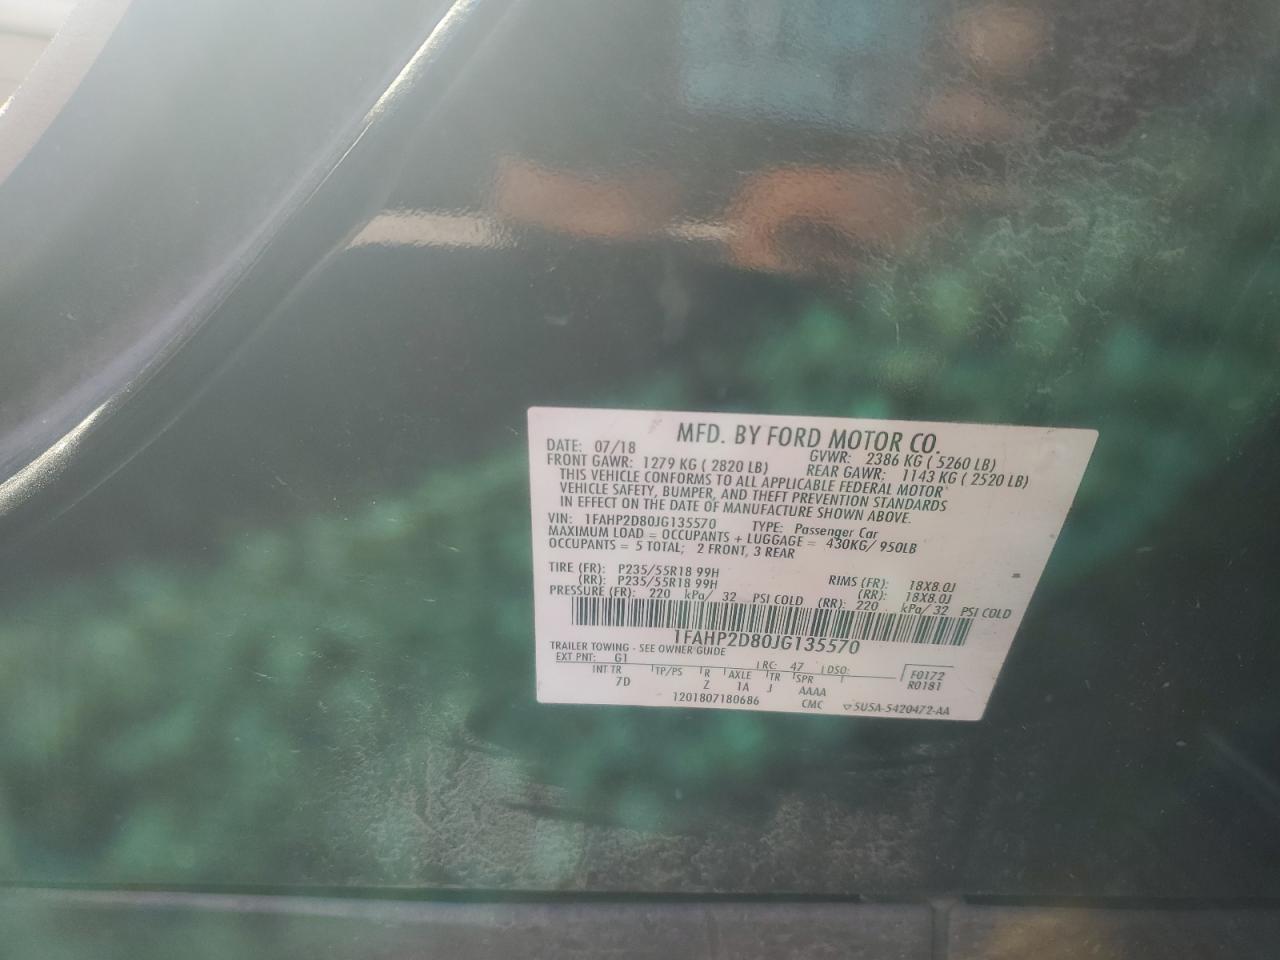 MFD. BY FORD MOTOR CO.
DATE: 07/18 GVWR: 2386 KG ( 5260 LB)
FRONT GAWR: 1279 KG ( 2820 LB) REAR GAWR: 1143 KG ( 2520 LB)
THIS VEHICLE CONFORMS TO ALL APPLICABLE FEDERAL MOTOR
VEHICLE SAFETY, BUMPER, AND THEFT PREVENTION STANDARDS
IN EFFECT ON THE DATE OF MANUFACTURE SHOWN ABOVE.
VIN: 1FAHP2D80JG135570 TYPE: Passenger Car
MAXIMUM LOAD = OCCUPANTS + LUGGAGE = 430KG/ 950LB
OCCUPANTS = 5 TOTAL; 2 FRONT, 3 REAR
TIRE (FR): P235/55R18 99H RIMS (FR): 18X8.0J
(RR): P235/55R18 99H (RR): 18X8.0J
PRESSURE (FR): 220 kPa/ 32 PSI COLD (RR): 220 kPa/ 32 PSI COLD
1FAHP2D80JG135570
TRAILER TOWING - SEE OWNER GUIDE
EXT PNT: G1 RC: 47 DSO:
INT TR TP/PS R AXLE TR SPR F0172
7D Z 1A J AAAA R0181
1201807180686 CMC ▽5U5A-5420472-AA